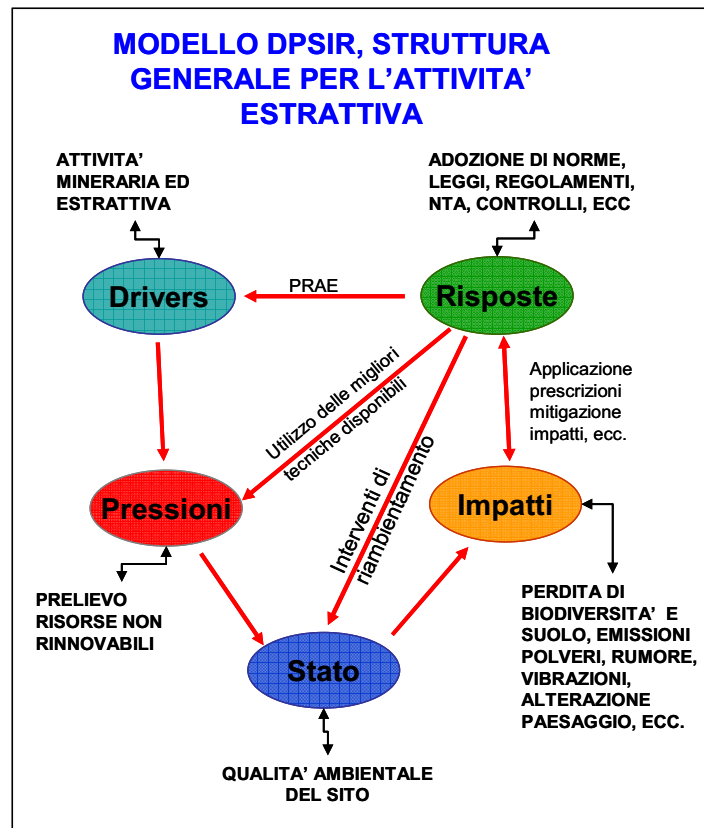 MODELLO DPSIR, STRUTTURA
GENERALE PER L'ATTIVITA'
ESTRATTIVA
ATTIVITA'
MINERARIA ED
ESTRATTIVA
ADOZIONE DI NORME,
LEGGI, REGOLAMENTI,
NTA, CONTROLLI, ECC
Drivers
PRAE
Risposte
Utilizzo delle migliori
tecniche disponibili
Applicazione
prescrizioni
mitigazione
impatti, ecc.
Interventi di
riambientamento
Pressioni
Impatti
PRELIEVO
RISORSE NON
RINNOVABILI
Stato
PERDITA DI
BIODIVERSITA' E
SUOLO, EMISSIONI
POLVERI, RUMORE,
VIBRAZIONI,
ALTERAZIONE
PAESAGGIO, ECC.
QUALITA' AMBIENTALE
DEL SITO